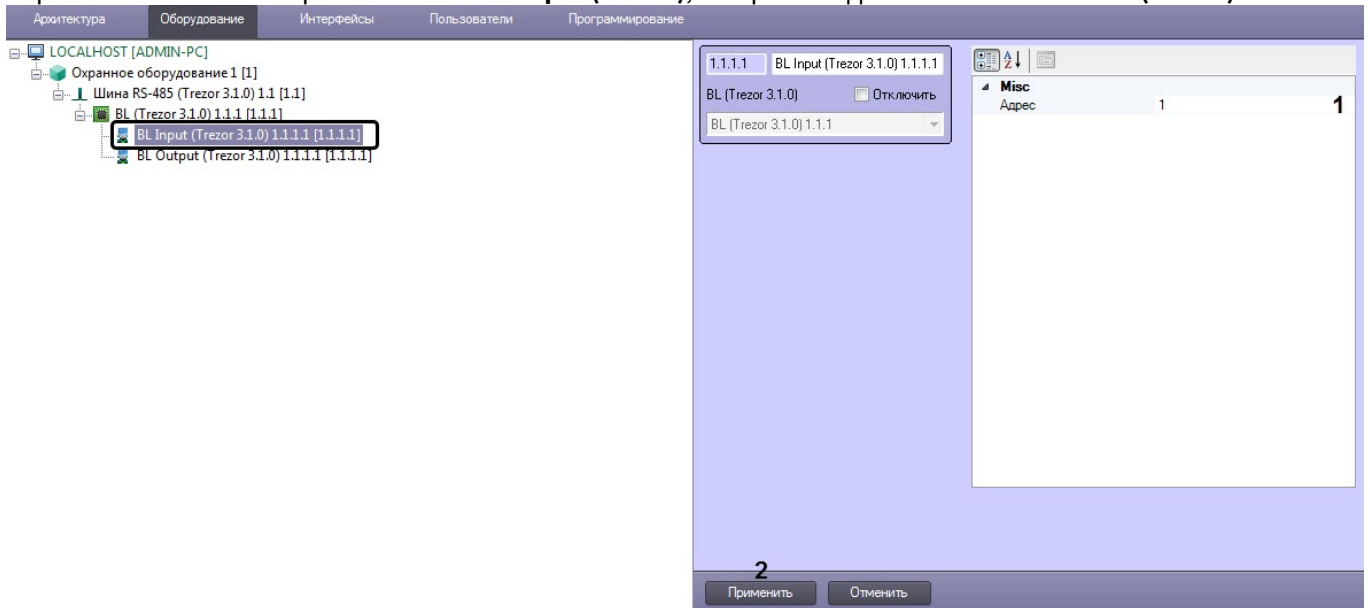 Архитектура Оборудование Интерфейсы Пользователи Программирование
LOCALHOST [ADMIN-PC]
Охранное оборудование 1 [1]
Шина RS-485 (Trezor 3.1.0) 1.1 [1.1]
BL (Trezor 3.1.0) 1.1.1 [1.1.1]
BL Input (Trezor 3.1.0) 1.1.1.1 [1.1.1.1]
BL Output (Trezor 3.1.0) 1.1.1.1 [1.1.1.1]
1.1.1.1 BL Input (Trezor 3.1.0) 1.1.1.1
BL (Trezor 3.1.0) Отключить
BL (Trezor 3.1.0) 1.1.1
Misc
Адрес 1 1
2
Применить Отменить